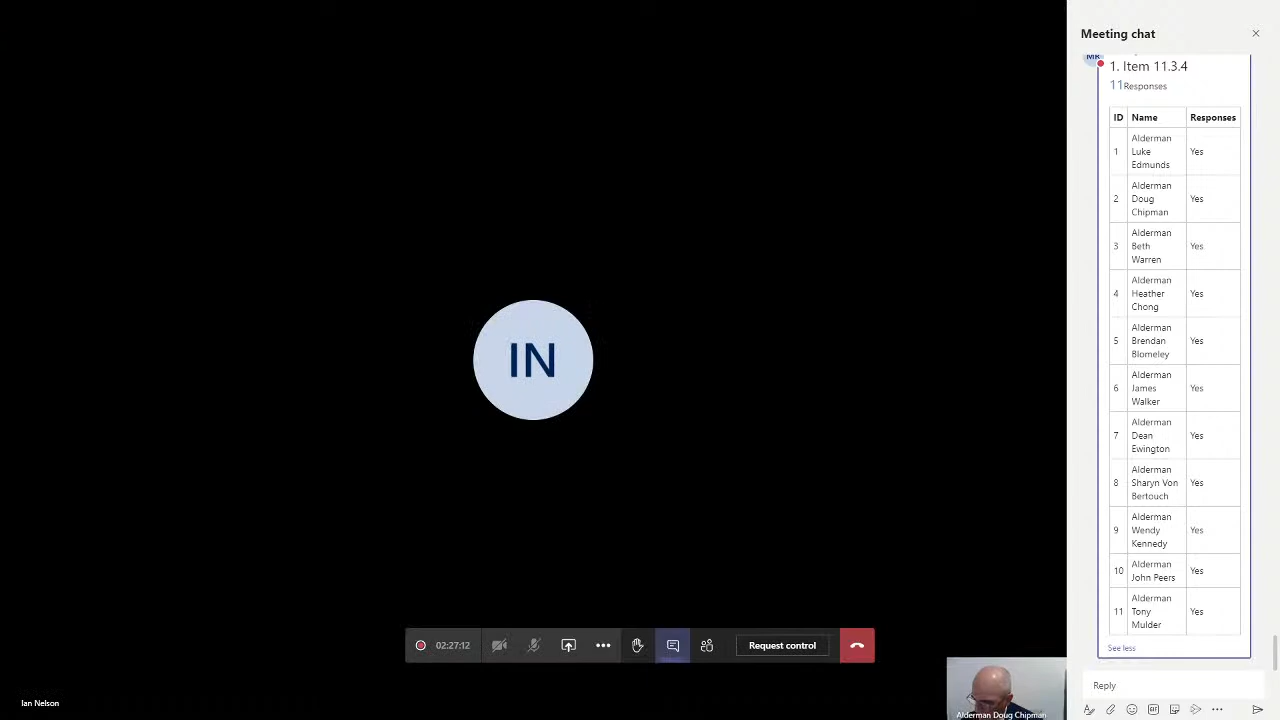 Meeting chat
MK
1. Item 11.3.4
11Responses
ID Name Responses
1 Alderman Luke Edmunds Yes
2 Alderman Doug Chipman Yes
3 Alderman Beth Warren Yes
4 Alderman Heather Chong Yes
5 Alderman Brendan Blomeley Yes
6 Alderman James Walker Yes
7 Alderman Dean Ewington Yes
8 Alderman Sharyn Von Bertouch Yes
9 Alderman Wendy Kennedy Yes
10 Alderman John Peers Yes
11 Alderman Tony Mulder Yes
See less
Reply
IN
02:27:12
Request control
Jan Nelson
Alderman Doug Chipman